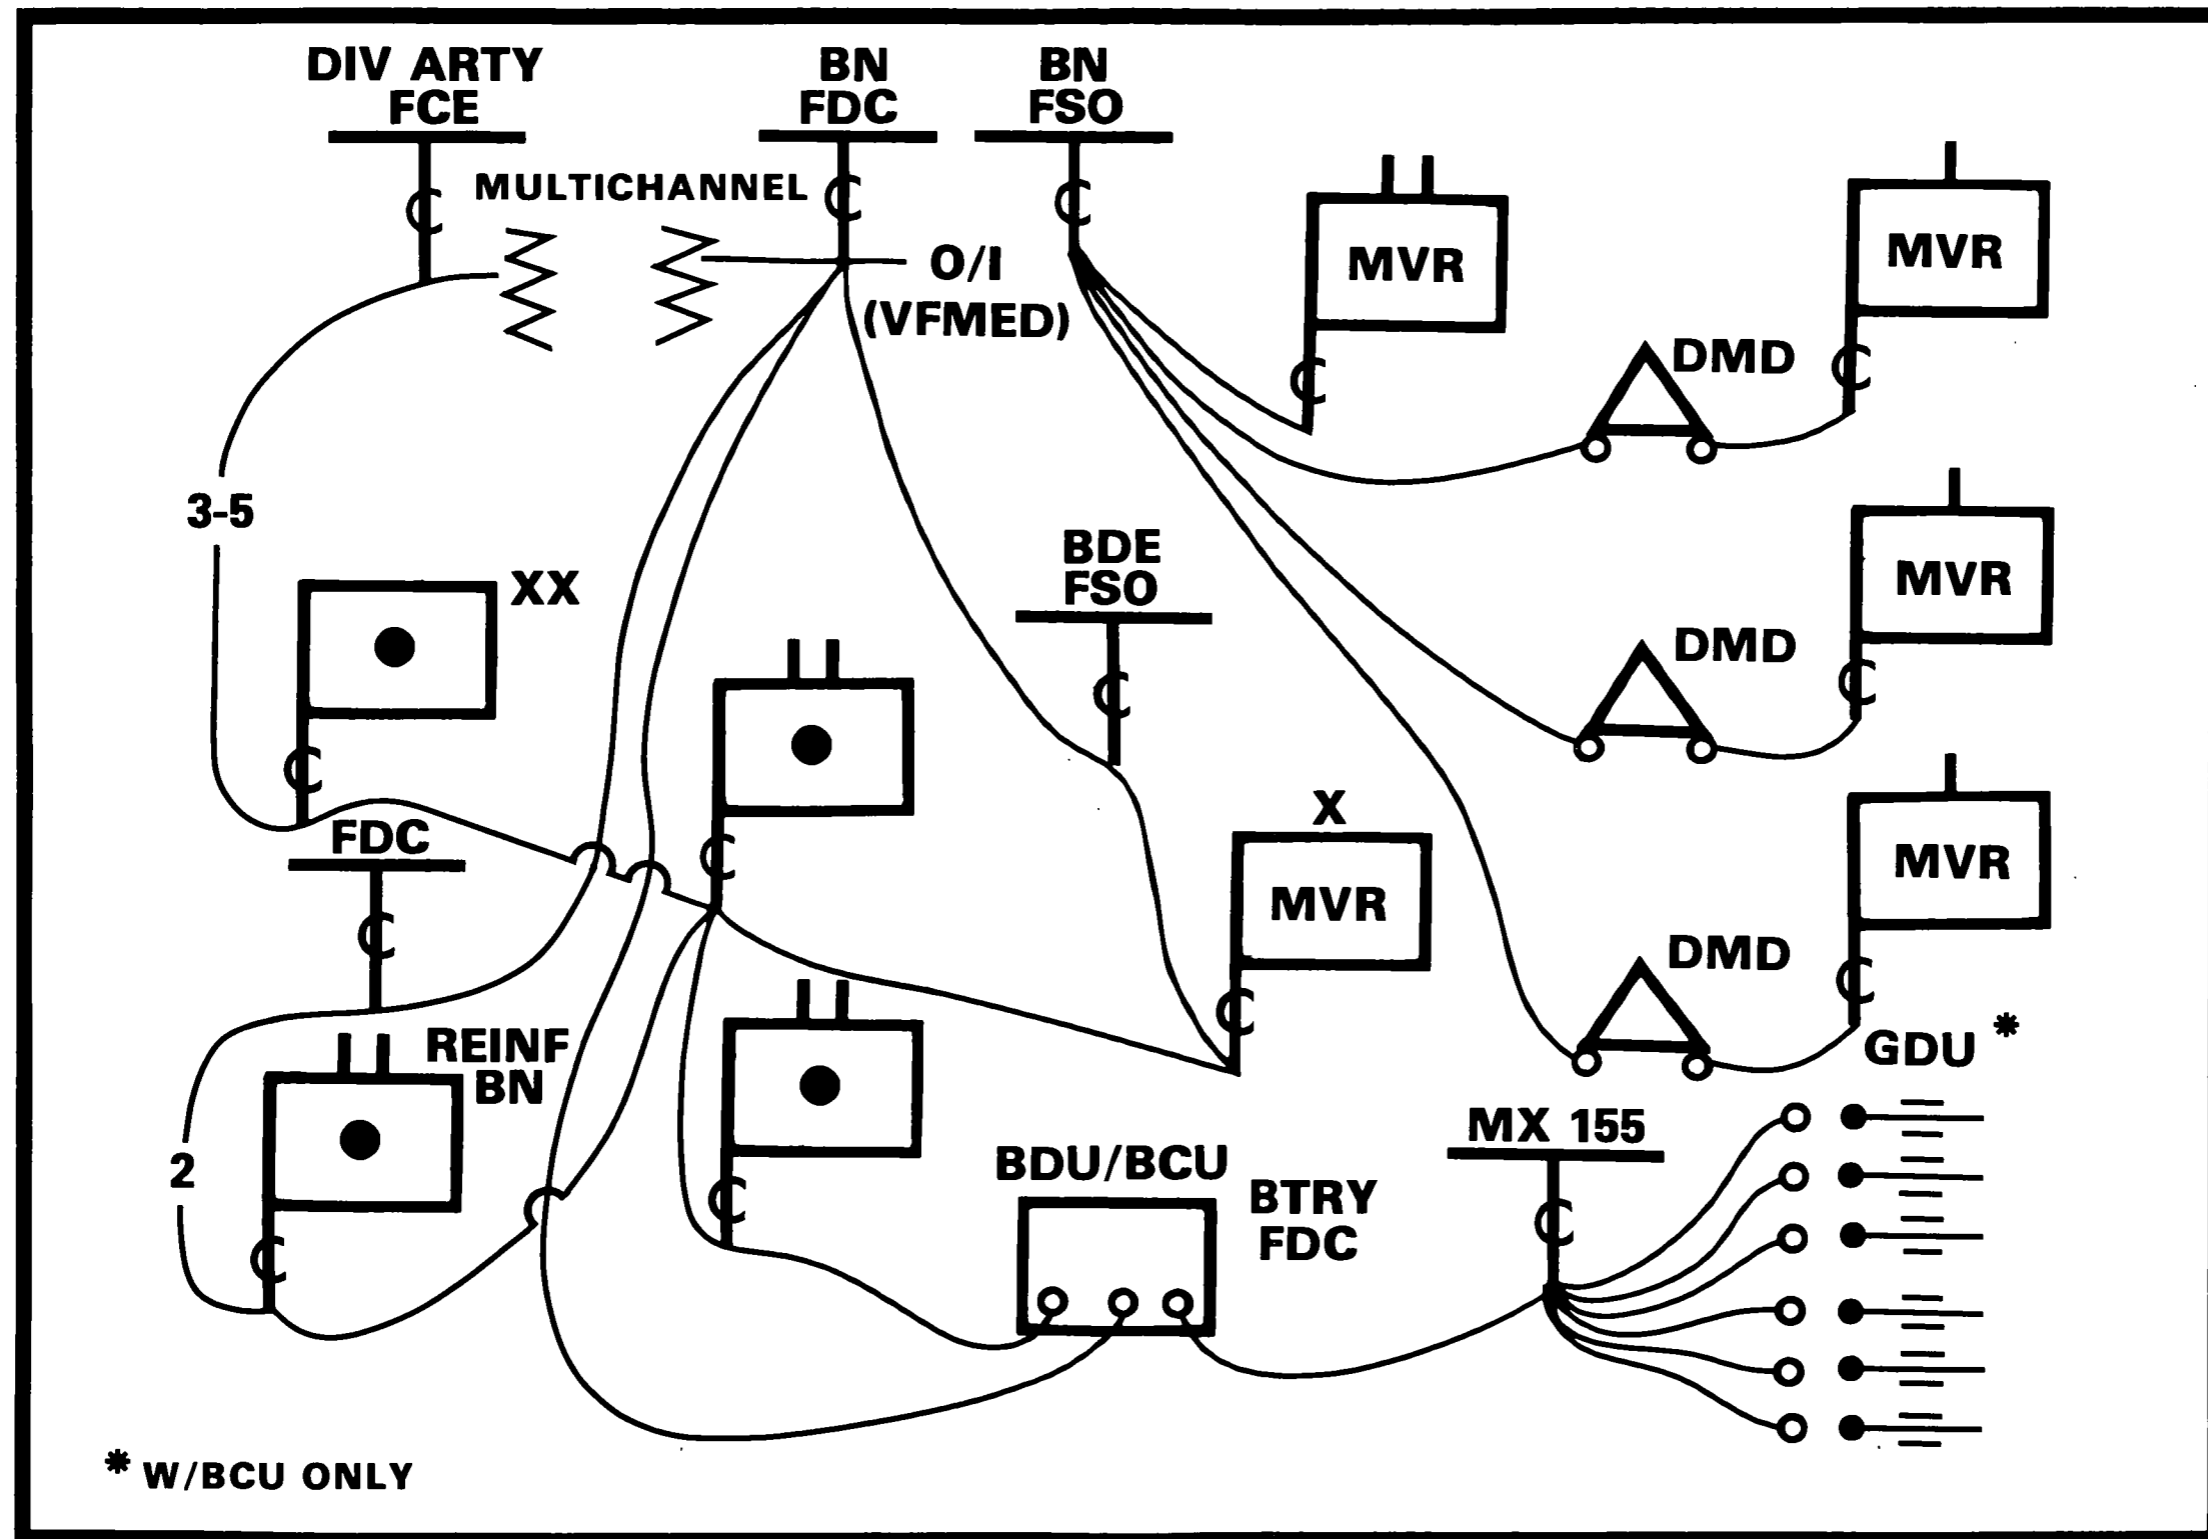 DIV ARTY
FCE
BN
FDC
BN
FSO
MULTICHANNEL
O/I
(VFMED)
MVR
MVR
DMD
3-5
BDE
FSO
MVR
XX
DMD
X
FDC
MVR
MVR
DMD
REINF
BN
GDU *
MX 155
BDU/BCU
BTRY
FDC
2
* W/BCU ONLY